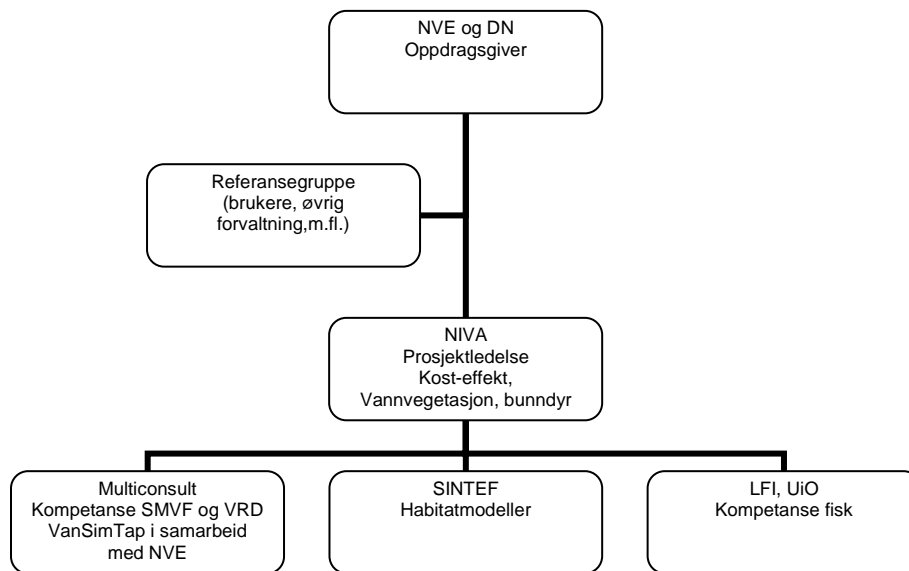 NVE og DN
Oppdragsgiver
Referansegruppe
(brukere, øvrig
forvaltning,m.fl.)
NIVA
Prosjektledelse
Kost-effekt,
Vannvegetasjon, bunndyr
Multiconsult
Kompetanse SMVF og VRD
VanSimTap i samarbeid
med NVE
SINTEF
Habitatmodeller
LFI, UiO
Kompetanse fisk